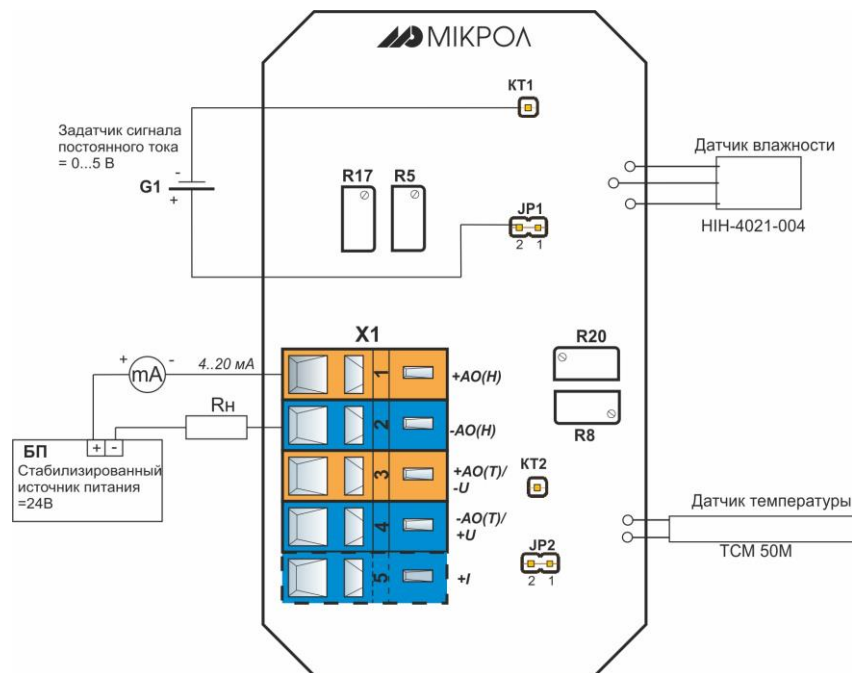 МІКРОЛ
КТ1
Задатчик сигнала
постоянного тока
= 0...5 В
-
G1
+
R17
R5
JP1
2 1
Датчик влажности
HIH-4021-004
X1
+
mA
-
4..20 мА
1
+AO(H)
Rн
2
-AO(H)
БП
+ -
Стабилизированный
источник питания
=24В
3
+AO(T)/
-U
4
-AO(T)/
+U
5
+I
R20
R8
КТ2
JP2
2 1
Датчик температуры
ТСМ 50М